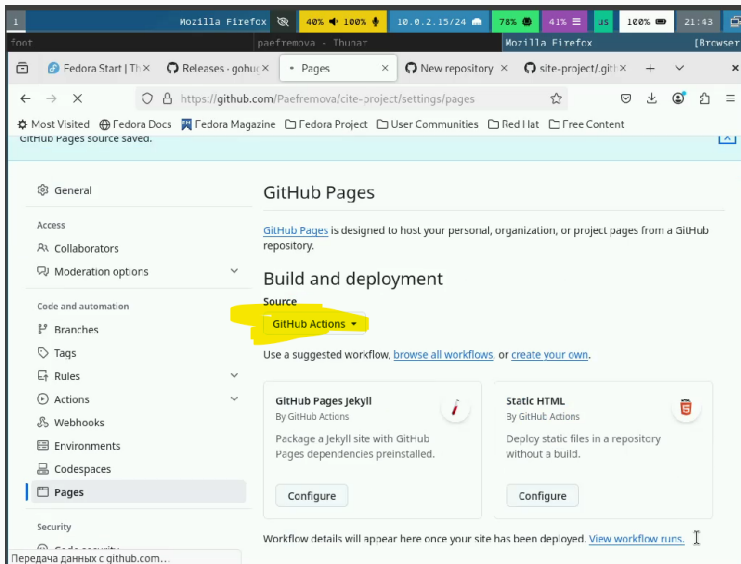 1 Mozilla Firefox 40% 100% 10.0.2.15/24 78% 41% us 100% 21:43
foot paefremova - Thunar Mozilla Firefox [Browser
Fedora Start | Th × Releases · gohug × Pages × New repository × site-project/.git × + ×
https://github.com/Paefremova/cite-project/settings/pages
Most Visited Fedora Docs Fedora Magazine Fedora Project User Communities Red Hat Free Content
GitHub Pages source saved.
General
Access
Collaborators
Moderation options
Code and automation
Branches
Tags
Rules
Actions
Webhooks
Environments
Codespaces
Pages
Security
Code security
Передача данных с github.com...
GitHub Pages
GitHub Pages is designed to host your personal, organization, or project pages from a GitHub
repository.
Build and deployment
Source
GitHub Actions
Use a suggested workflow, browse all workflows, or create your own.
GitHub Pages Jekyll
By GitHub Actions
Package a Jekyll site with GitHub
Pages dependencies preinstalled.
Configure
Static HTML
By GitHub Actions
Deploy static files in a repository
without a build.
Configure
Workflow details will appear here once your site has been deployed. View workflow runs.